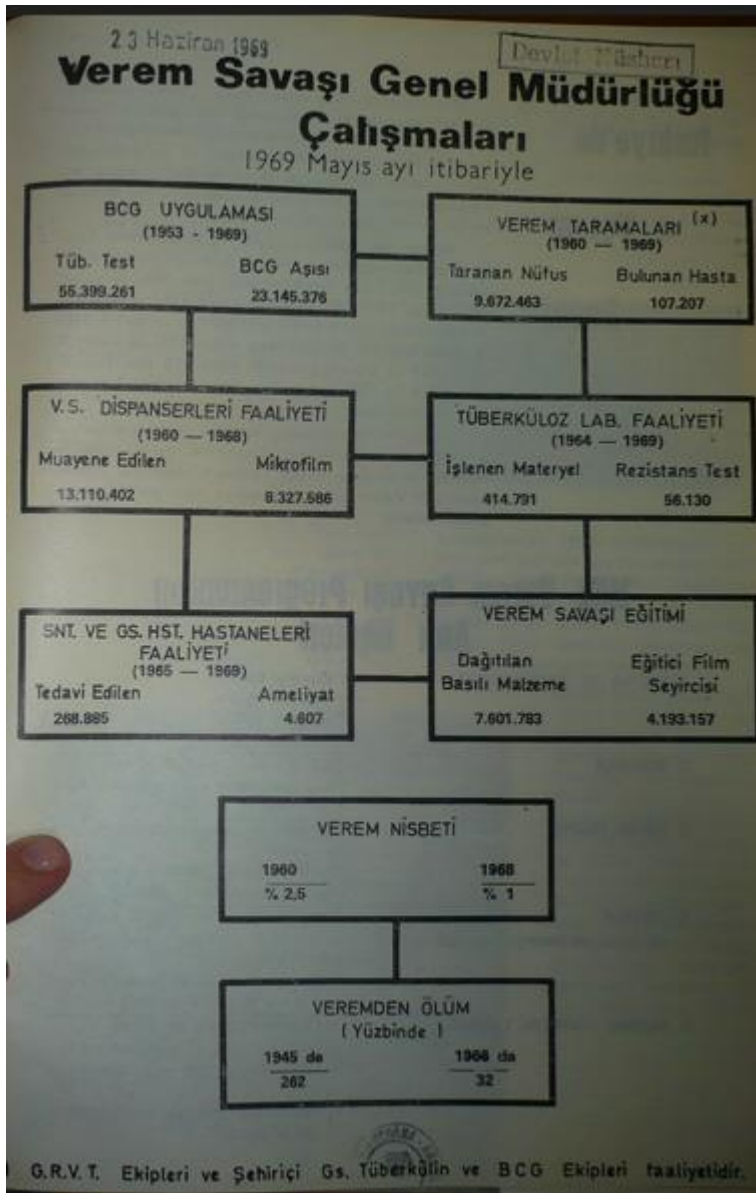 23 Haziran 1969
Devlet Nüshası
Verem Savaşı Genel Müdürlüğü
Çalışmaları
1969 Mayıs ayı itibariyle
BCG UYGULAMASI
(1953 - 1969)
Tüb. Test BCG Aşısı
55.399.261 23.145.376
VEREM TARAMALARI (x)
(1960 — 1969)
Taranan Nüfus Bulunan Hasta
9.672.463 107.207
V.S. DİSPANSERLERİ FAALİYETİ
(1960 — 1968)
Muayene Edilen Mikrofilm
13.110.402 8.327.586
TÜBERKÜLOZ LAB. FAALİYETİ
(1964 — 1969)
İşlenen Materyel Rezistans Test
414.791 56.130
SNT. VE GS. HST. HASTANELERİ
FAALİYETİ
(1965 — 1969)
Tedavi Edilen Ameliyat
268.885 4.607
VEREM SAVAŞI EĞİTİMİ
Dağıtılan Eğitici Film
Basılı Malzeme Seyircisi
7.601.783 4.193.157
VEREM NİSBETİ
1960 1968
% 2,5 % 1
VEREMDEN ÖLÜM
( Yüzbinde )
1945 de 1966 da
262 32
) G.R.V.T. Ekipleri ve Şehiriçi Gs. Tüberkülin ve BCG Ekipleri faaliyetidir.